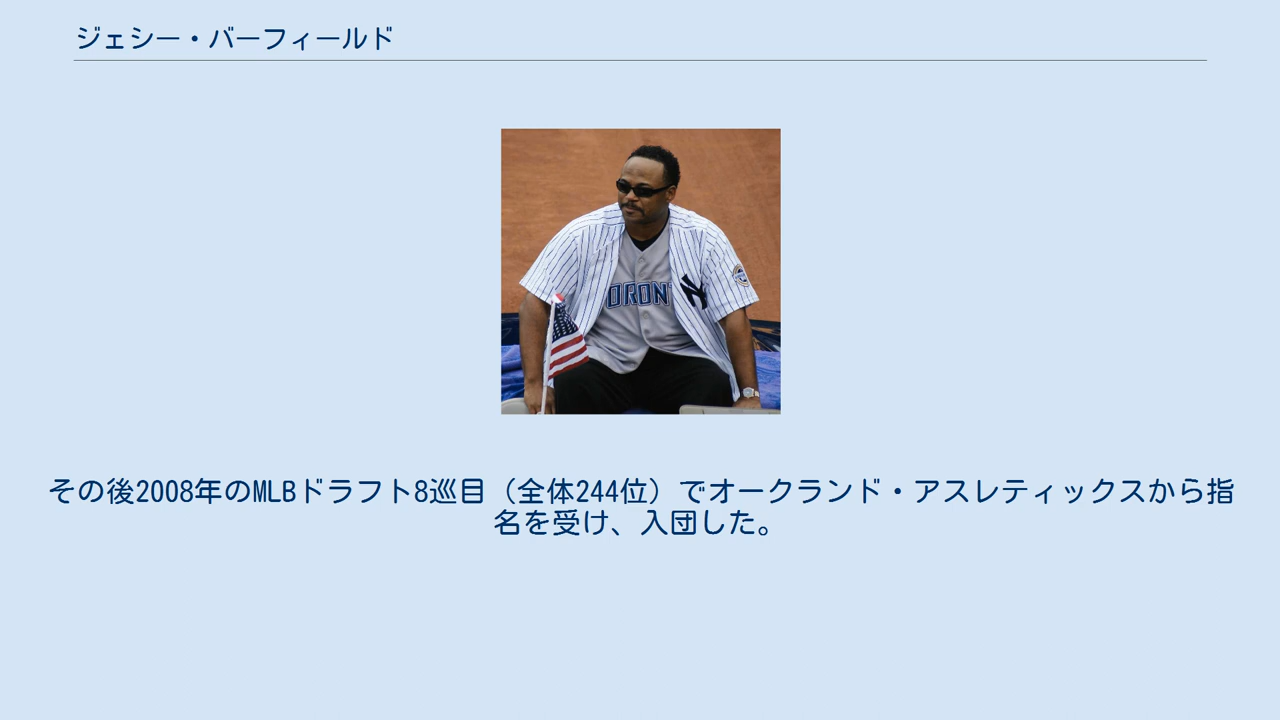 ジェシー・バーフィールド
ORON
NY
その後2008年のMLBドラフト8巡目（全体244位）でオークランド・アスレティックスから指
名を受け、入団した。